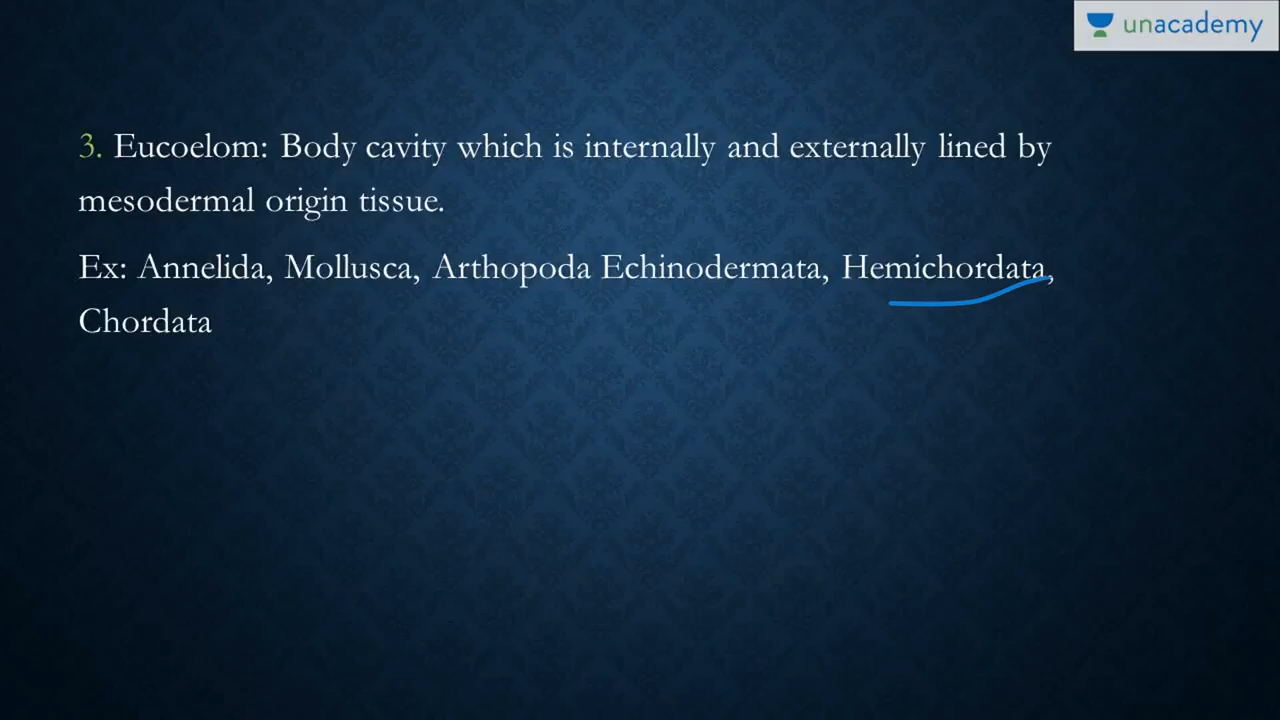 unacademy
3. Eucoelom: Body cavity which is internally and externally lined by
mesodermal origin tissue.
Ex: Annelida, Mollusca, Arthopoda Echinodermata, Hemichordata,
Chordata